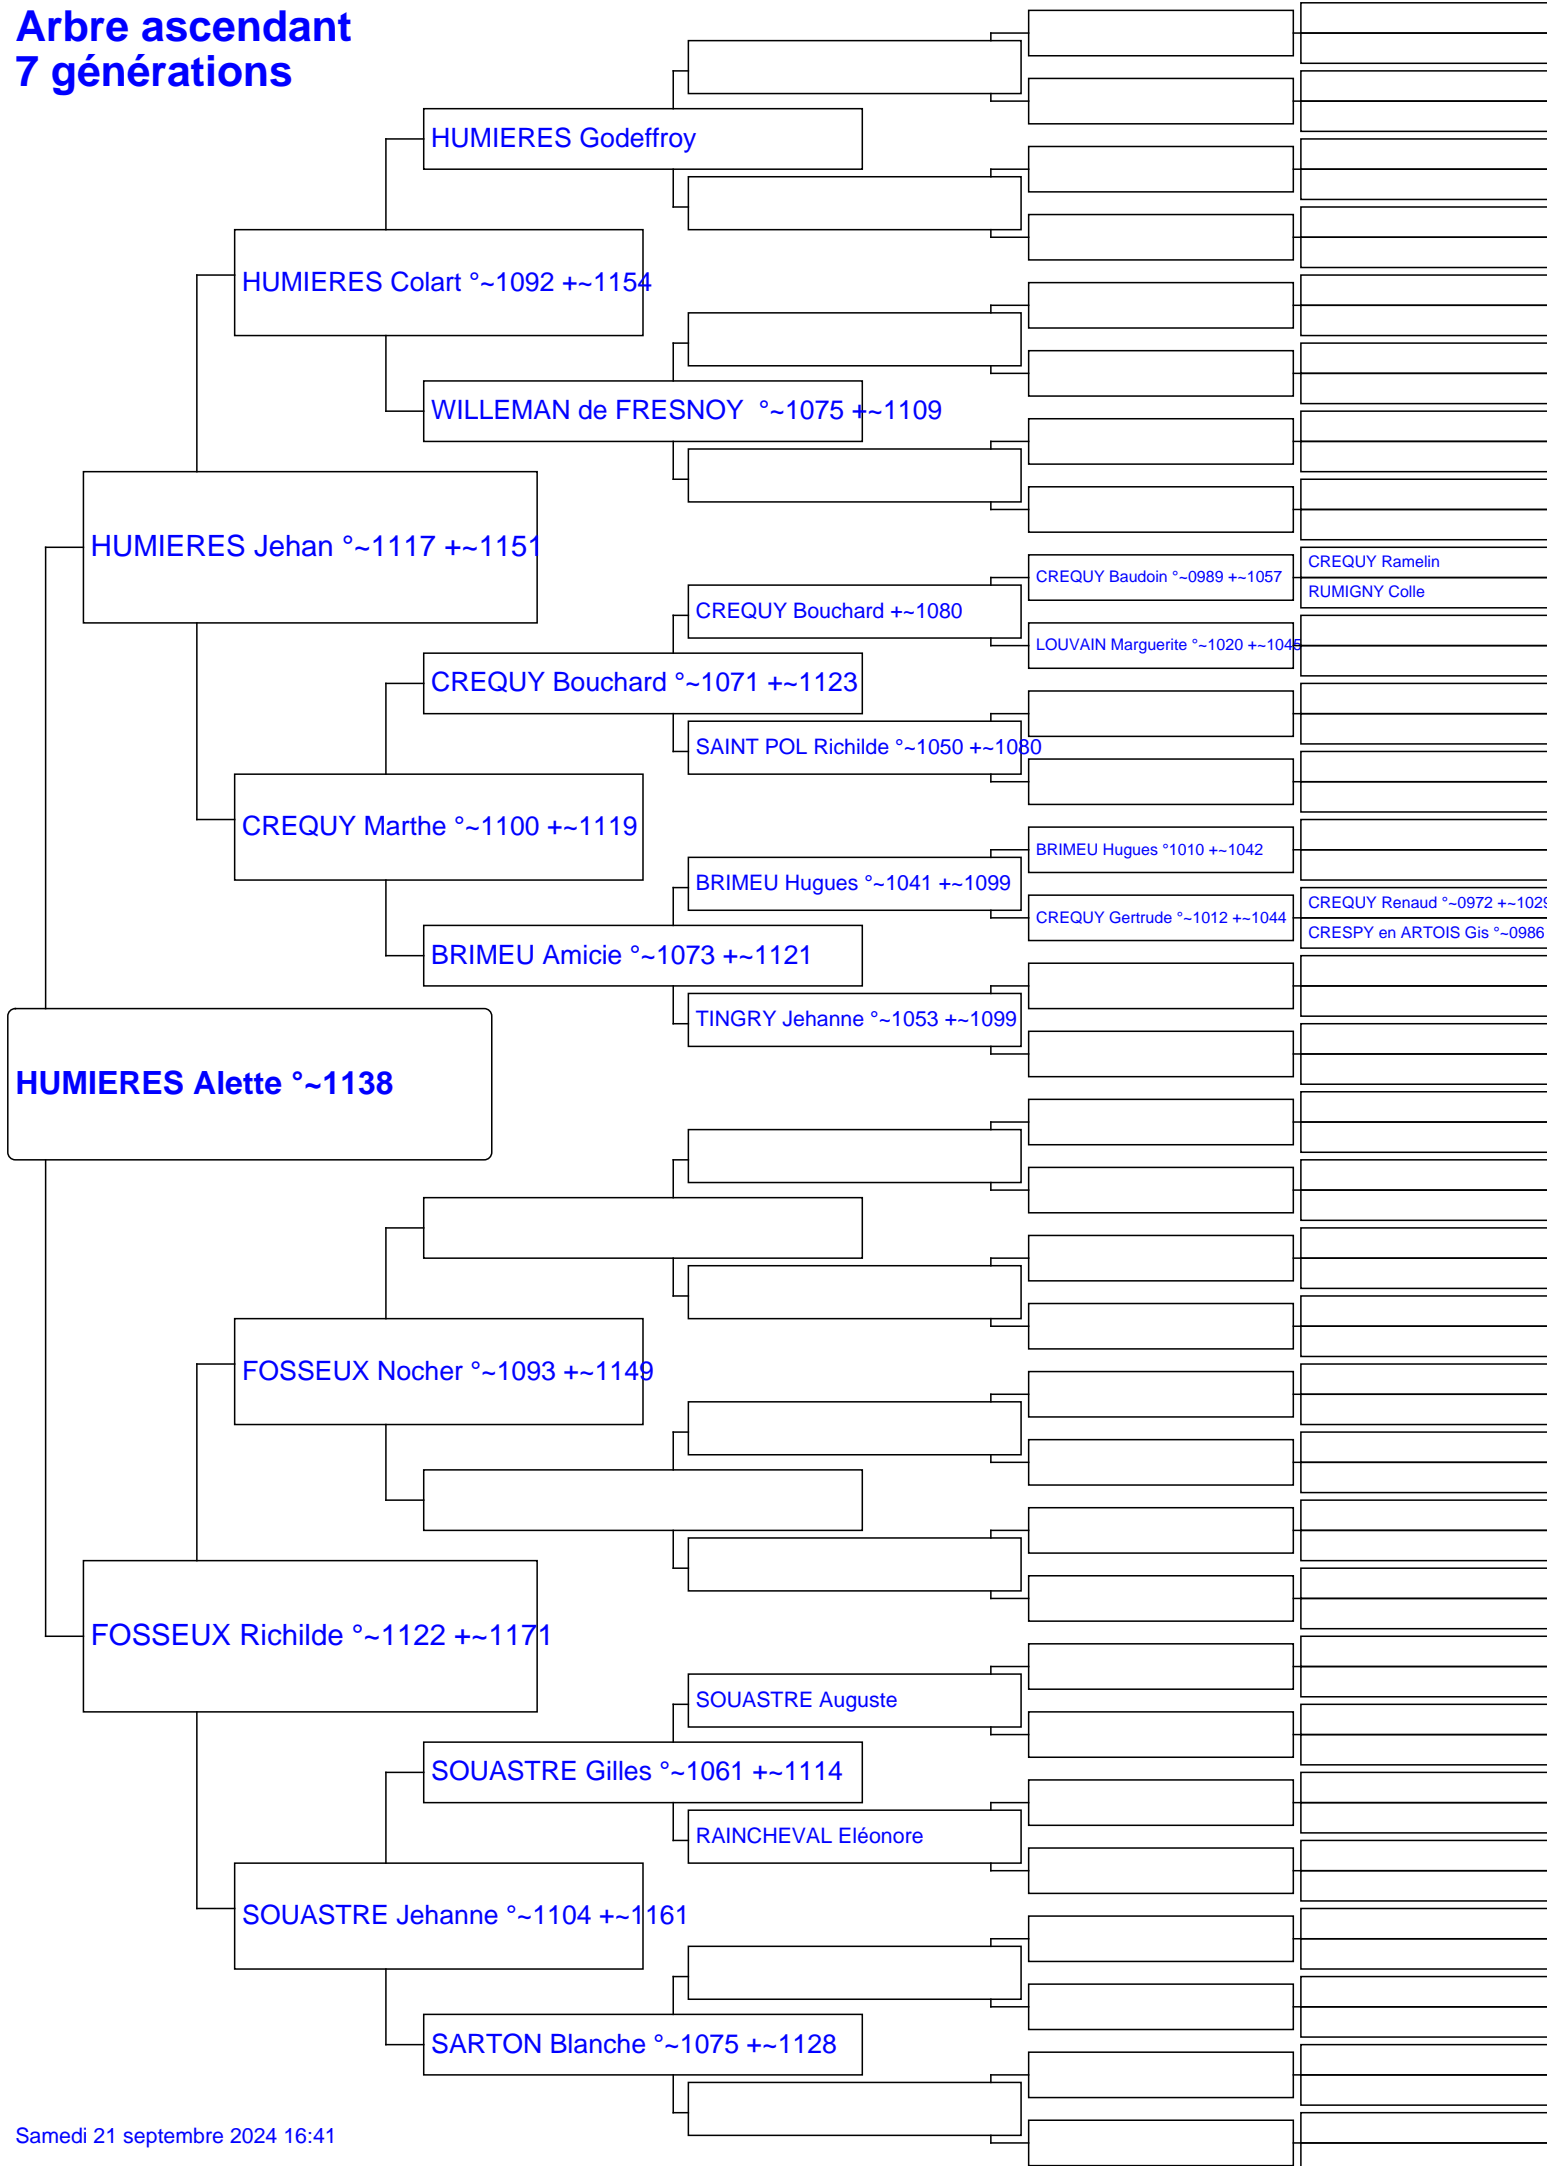 Arbre ascendant
7 générations
HUMIERES Godeffroy
HUMIERES Colart °~1092 +~1154
WILLEMAN de FRESNOY  °~1075 +~1109
HUMIERES Jehan °~1117 +~1151
CREQUY Ramelin
CREQUY Baudoin °~0989 +~1057
RUMIGNY Colle
CREQUY Bouchard +~1080
LOUVAIN Marguerite °~1020 +~1045
CREQUY Bouchard °~1071 +~1123
SAINT POL Richilde °~1050 +~1080
CREQUY Marthe °~1100 +~1119
BRIMEU Hugues °1010 +~1042
BRIMEU Hugues °~1041 +~1099
CREQUY Renaud °~0972 +~1029
CREQUY Gertrude °~1012 +~1044
CRESPY en ARTOIS Gis °~0986
BRIMEU Amicie °~1073 +~1121
TINGRY Jehanne °~1053 +~1099
HUMIERES Alette °~1138
FOSSEUX Nocher °~1093 +~1149
FOSSEUX Richilde °~1122 +~1171
SOUASTRE Auguste
SOUASTRE Gilles °~1061 +~1114
RAINCHEVAL Eléonore
SOUASTRE Jehanne °~1104 +~1161
SARTON Blanche °~1075 +~1128
Samedi 21 septembre 2024 16:41